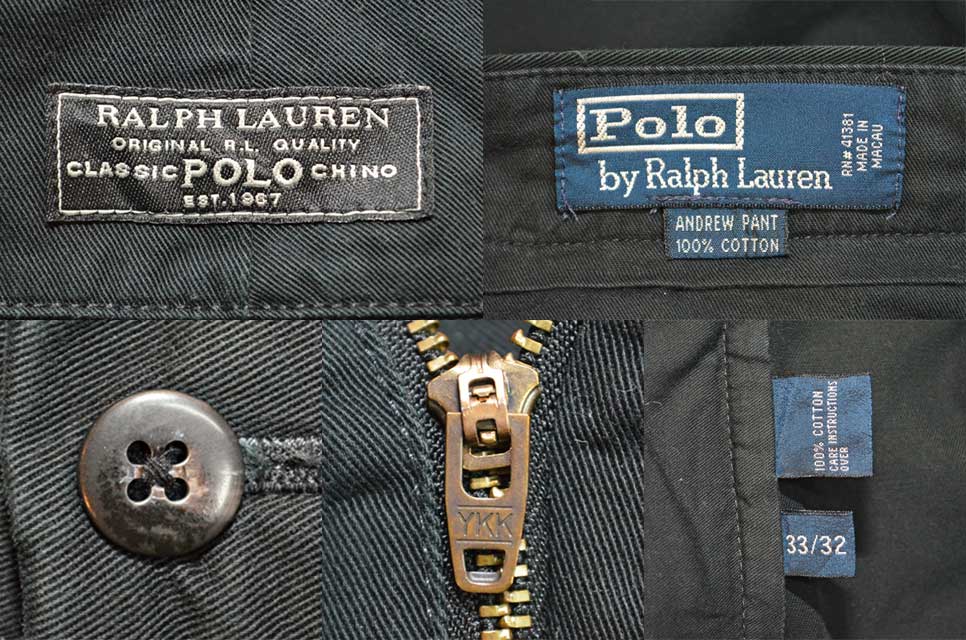 RALPH LAUREN
ORIGINAL R.L. QUALITY
CLASSIC POLO CHINO
EST. 1967
Polo
by Ralph Lauren
RN# 41381
MADE IN
MACAU
ANDREW PANT
100% COTTON
YKK
100% COTTON
CARE INSTRUCTIONS
OVER
33/32